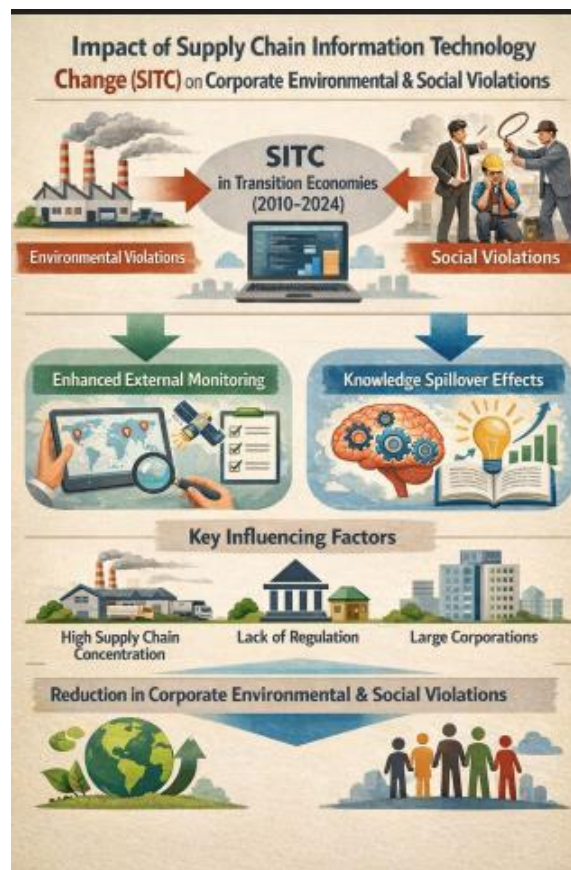 Impact of Supply Chain Information Technology
Change (SITC) on Corporate Environmental & Social Violations
SITC
in Transition Economies
(2010–2024)
Environmental Violations
Social Violations
Enhanced External Monitoring
Knowledge Spillover Effects
Key Influencing Factors
High Supply Chain
Concentration
Lack of Regulation
Large Corporations
Reduction in Corporate Environmental & Social Violations